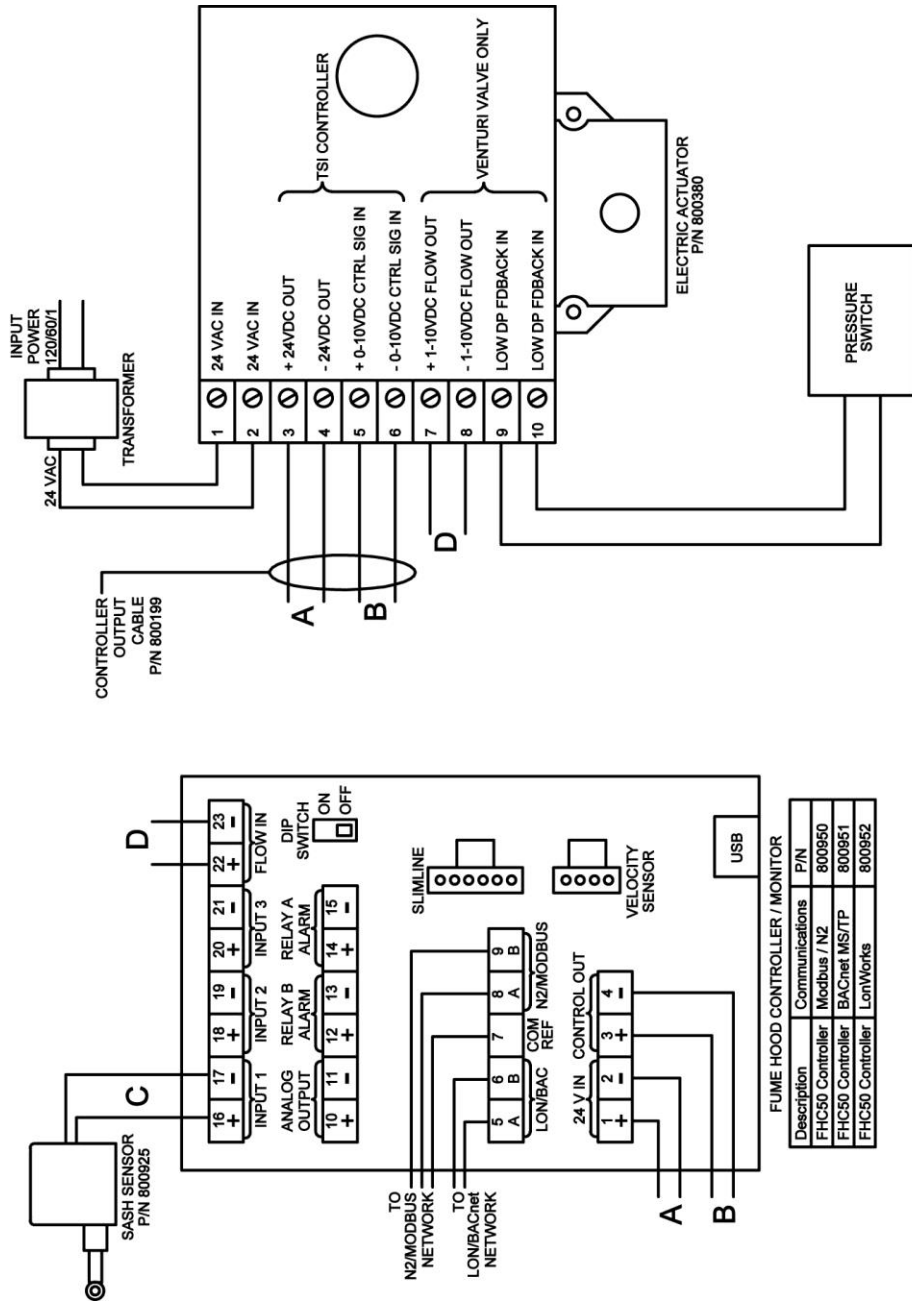 INPUT
POWER
120/60/1
24 VAC
TRANSFORMER
CONTROLLER
OUTPUT
CABLE
P/N 800199
1 24 VAC IN
2 24 VAC IN
3 + 24VDC OUT
4 - 24VDC OUT
5 + 0-10VDC CTRL SIG IN
6 - 0-10VDC CTRL SIG IN
7 + 1-10VDC FLOW OUT
8 - 1-10VDC FLOW OUT
9 LOW DP FDBACK IN
10 LOW DP FDBACK IN
TSI CONTROLLER
VENTURI VALVE ONLY
A
B
D
ELECTRIC ACTUATOR
P/N 800380
PRESSURE
SWITCH
SASH SENSOR
P/N 800925
C
D
16 17 18 19 20 21 22 23
+ - + - + - + -
INPUT 1 INPUT 2 INPUT 3 FLOW IN
ANALOG
OUTPUT
RELAY B
ALARM
RELAY A
ALARM
DIP
SWITCH
ON
OFF
10 11 12 13 14 15
+ - + - + -
SLIMLINE
TO
N2/MODBUS
NETWORK
TO
LON/BACnet
NETWORK
5 6 7 8 9
A B A B
LON/BAC
COM
REF
N2/MODBUS
VELOCITY
SENSOR
24 V IN CONTROL OUT
1 2 3 4
+ - + -
A
B
USB
FUME HOOD CONTROLLER / MONITOR
Description Communications P/N
FHC50 Controller Modbus / N2 800950
FHC50 Controller BACnet MS/TP 800951
FHC50 Controller LonWorks 800952